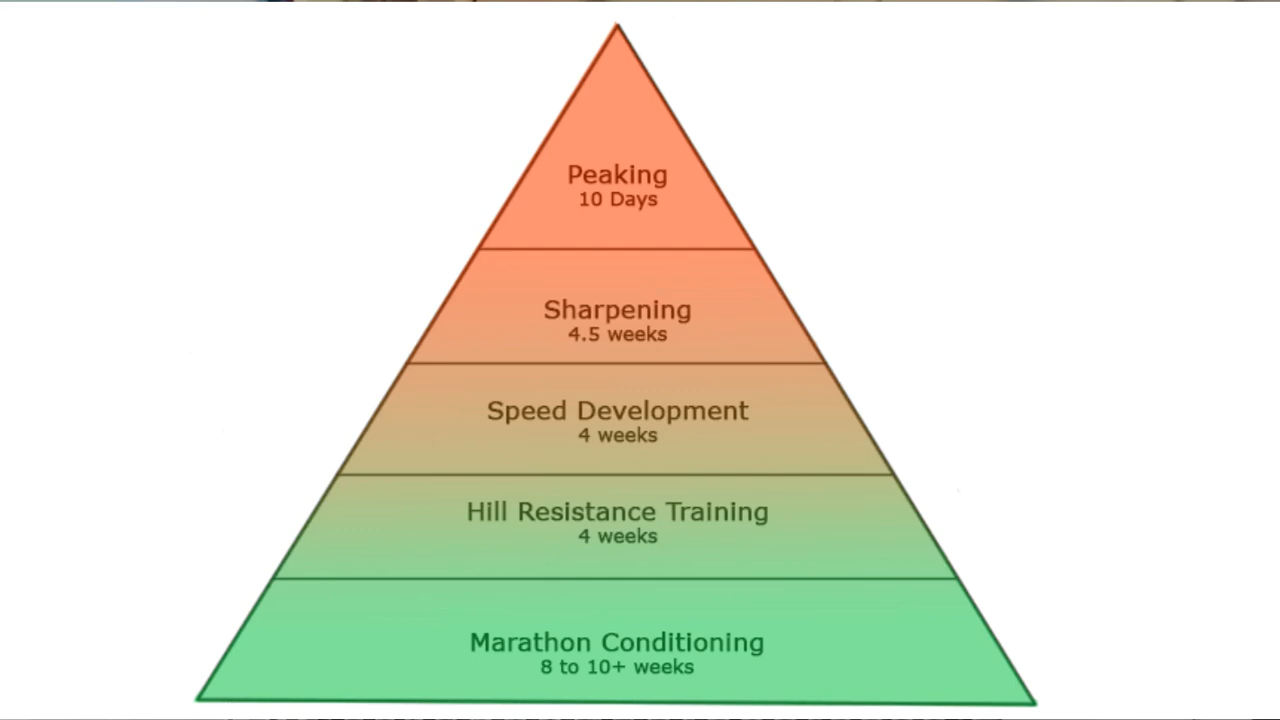 Peaking
10 Days
Sharpening
4.5 weeks
Speed Development
4 weeks
Hill Resistance Training
4 weeks
Marathon Conditioning
8 to 10+ weeks